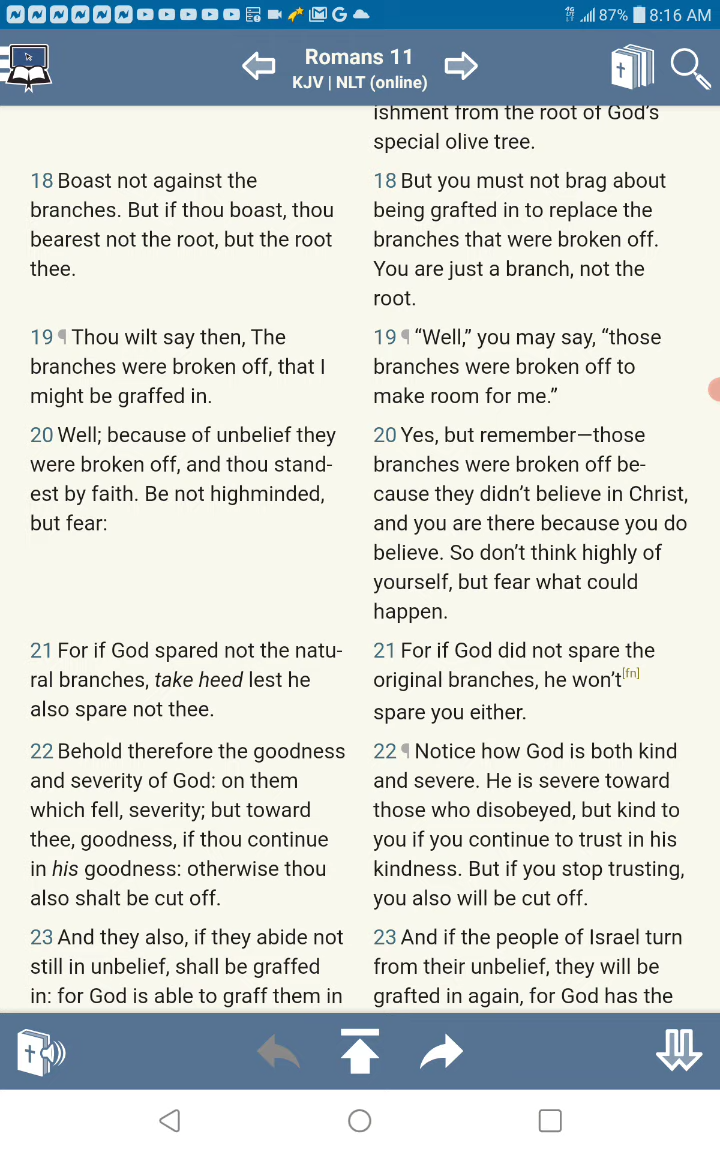 87% 8:16 AM
Romans 11
KJV | NLT (online)
ishment from the root of God's
special olive tree.
18 Boast not against the
branches. But if thou boast, thou
bearest not the root, but the root
thee.
18 But you must not brag about
being grafted in to replace the
branches that were broken off.
You are just a branch, not the
root.
19 ¶ Thou wilt say then, The
branches were broken off, that I
might be graffed in.
19 ¶ “Well,” you may say, “those
branches were broken off to
make room for me.”
20 Well; because of unbelief they
were broken off, and thou stand-
est by faith. Be not highminded,
but fear:
20 Yes, but remember—those
branches were broken off be-
cause they didn’t believe in Christ,
and you are there because you do
believe. So don’t think highly of
yourself, but fear what could
happen.
21 For if God spared not the natu-
ral branches, take heed lest he
also spare not thee.
21 For if God did not spare the
original branches, he won’t[fn]
spare you either.
22 Behold therefore the goodness
and severity of God: on them
which fell, severity; but toward
thee, goodness, if thou continue
in his goodness: otherwise thou
also shalt be cut off.
22 ¶ Notice how God is both kind
and severe. He is severe toward
those who disobeyed, but kind to
you if you continue to trust in his
kindness. But if you stop trusting,
you also will be cut off.
23 And they also, if they abide not
still in unbelief, shall be graffed
in: for God is able to graff them in
23 And if the people of Israel turn
from their unbelief, they will be
grafted in again, for God has the